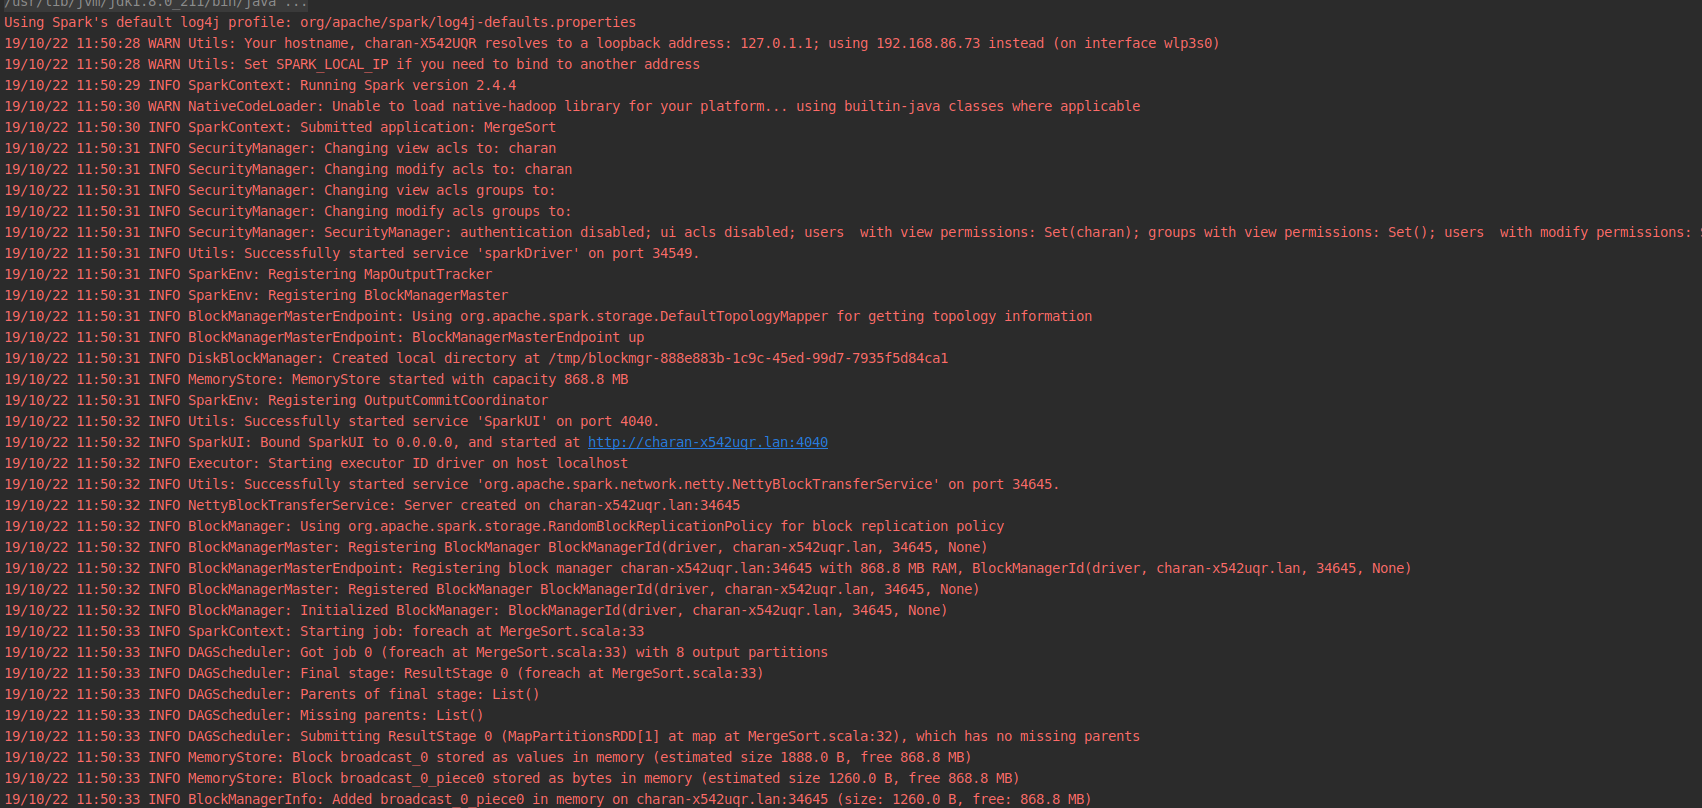 /usr/lib/jvm/jdk1.8.0_211/bin/java ...
Using Spark's default log4j profile: org/apache/spark/log4j-defaults.properties
19/10/22 11:50:28 WARN Utils: Your hostname, charan-X542UQR resolves to a loopback address: 127.0.1.1; using 192.168.86.73 instead (on interface wlp3s0)
19/10/22 11:50:28 WARN Utils: Set SPARK_LOCAL_IP if you need to bind to another address
19/10/22 11:50:29 INFO SparkContext: Running Spark version 2.4.4
19/10/22 11:50:30 WARN NativeCodeLoader: Unable to load native-hadoop library for your platform... using builtin-java classes where applicable
19/10/22 11:50:30 INFO SparkContext: Submitted application: MergeSort
19/10/22 11:50:31 INFO SecurityManager: Changing view acls to: charan
19/10/22 11:50:31 INFO SecurityManager: Changing modify acls to: charan
19/10/22 11:50:31 INFO SecurityManager: Changing view acls groups to:
19/10/22 11:50:31 INFO SecurityManager: Changing modify acls groups to:
19/10/22 11:50:31 INFO SecurityManager: SecurityManager: authentication disabled; ui acls disabled; users  with view permissions: Set(charan); groups with view permissions: Set(); users  with modify permissions:
19/10/22 11:50:31 INFO Utils: Successfully started service 'sparkDriver' on port 34549.
19/10/22 11:50:31 INFO SparkEnv: Registering MapOutputTracker
19/10/22 11:50:31 INFO SparkEnv: Registering BlockManagerMaster
19/10/22 11:50:31 INFO BlockManagerMasterEndpoint: Using org.apache.spark.storage.DefaultTopologyMapper for getting topology information
19/10/22 11:50:31 INFO BlockManagerMasterEndpoint: BlockManagerMasterEndpoint up
19/10/22 11:50:31 INFO DiskBlockManager: Created local directory at /tmp/blockmgr-888e883b-1c9c-45ed-99d7-7935f5d84ca1
19/10/22 11:50:31 INFO MemoryStore: MemoryStore started with capacity 868.8 MB
19/10/22 11:50:31 INFO SparkEnv: Registering OutputCommitCoordinator
19/10/22 11:50:32 INFO Utils: Successfully started service 'SparkUI' on port 4040.
19/10/22 11:50:32 INFO SparkUI: Bound SparkUI to 0.0.0.0, and started at http://charan-x542uqr.lan:4040
19/10/22 11:50:32 INFO Executor: Starting executor ID driver on host localhost
19/10/22 11:50:32 INFO Utils: Successfully started service 'org.apache.spark.network.netty.NettyBlockTransferService' on port 34645.
19/10/22 11:50:32 INFO NettyBlockTransferService: Server created on charan-x542uqr.lan:34645
19/10/22 11:50:32 INFO BlockManager: Using org.apache.spark.storage.RandomBlockReplicationPolicy for block replication policy
19/10/22 11:50:32 INFO BlockManagerMaster: Registering BlockManager BlockManagerId(driver, charan-x542uqr.lan, 34645, None)
19/10/22 11:50:32 INFO BlockManagerMasterEndpoint: Registering block manager charan-x542uqr.lan:34645 with 868.8 MB RAM, BlockManagerId(driver, charan-x542uqr.lan, 34645, None)
19/10/22 11:50:32 INFO BlockManagerMaster: Registered BlockManager BlockManagerId(driver, charan-x542uqr.lan, 34645, None)
19/10/22 11:50:32 INFO BlockManager: Initialized BlockManager: BlockManagerId(driver, charan-x542uqr.lan, 34645, None)
19/10/22 11:50:33 INFO SparkContext: Starting job: foreach at MergeSort.scala:33
19/10/22 11:50:33 INFO DAGScheduler: Got job 0 (foreach at MergeSort.scala:33) with 8 output partitions
19/10/22 11:50:33 INFO DAGScheduler: Final stage: ResultStage 0 (foreach at MergeSort.scala:33)
19/10/22 11:50:33 INFO DAGScheduler: Parents of final stage: List()
19/10/22 11:50:33 INFO DAGScheduler: Missing parents: List()
19/10/22 11:50:33 INFO DAGScheduler: Submitting ResultStage 0 (MapPartitionsRDD[1] at map at MergeSort.scala:32), which has no missing parents
19/10/22 11:50:33 INFO MemoryStore: Block broadcast_0 stored as values in memory (estimated size 1888.0 B, free 868.8 MB)
19/10/22 11:50:33 INFO MemoryStore: Block broadcast_0_piece0 stored as bytes in memory (estimated size 1260.0 B, free 868.8 MB)
19/10/22 11:50:33 INFO BlockManagerInfo: Added broadcast_0_piece0 in memory on charan-x542uqr.lan:34645 (size: 1260.0 B, free: 868.8 MB)